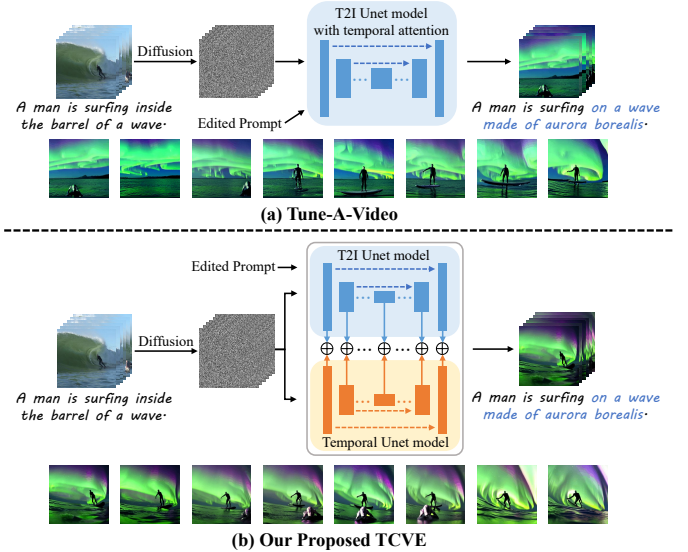 T2I Unet model
with temporal attention
Diffusion
A man is surfing inside
the barrel of a wave.
Edited Prompt
A man is surfing on a wave
made of aurora borealis.
(a) Tune-A-Video
Edited Prompt
T2I Unet model
Diffusion
A man is surfing inside
the barrel of a wave.
Temporal Unet model
A man is surfing on a wave
made of aurora borealis.
(b) Our Proposed TCVE